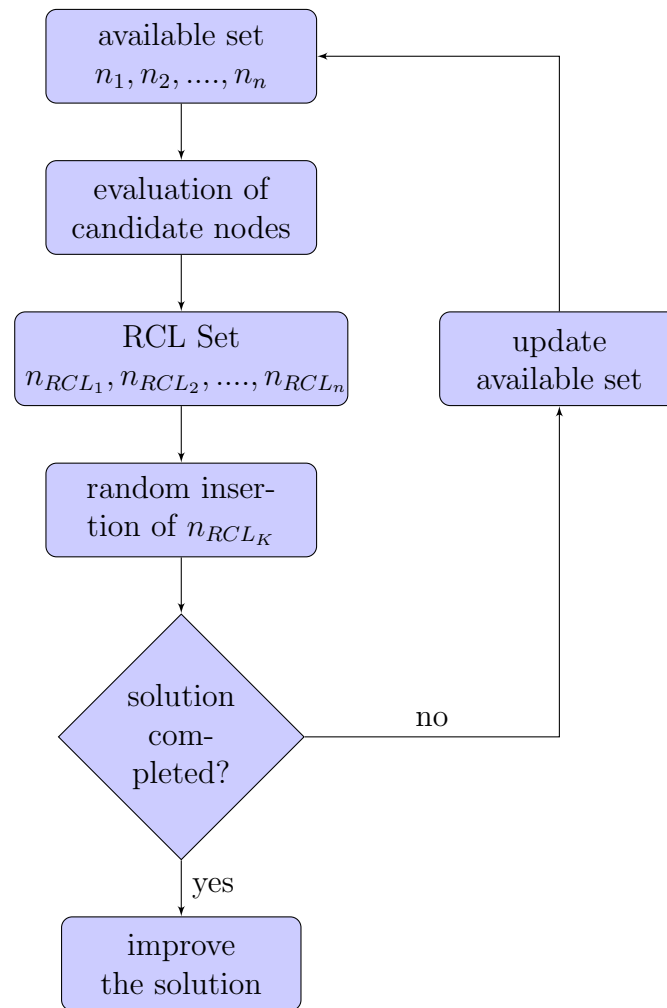 available set
$n_1, n_2, ...., n_n$
evaluation of
candidate nodes
RCL Set
$n_{RCL_1}, n_{RCL_2}, ...., n_{RCL_n}$
update
available set
random inser-
tion of $n_{RCL_K}$
solution
com-
pleted?
no
yes
improve
the solution